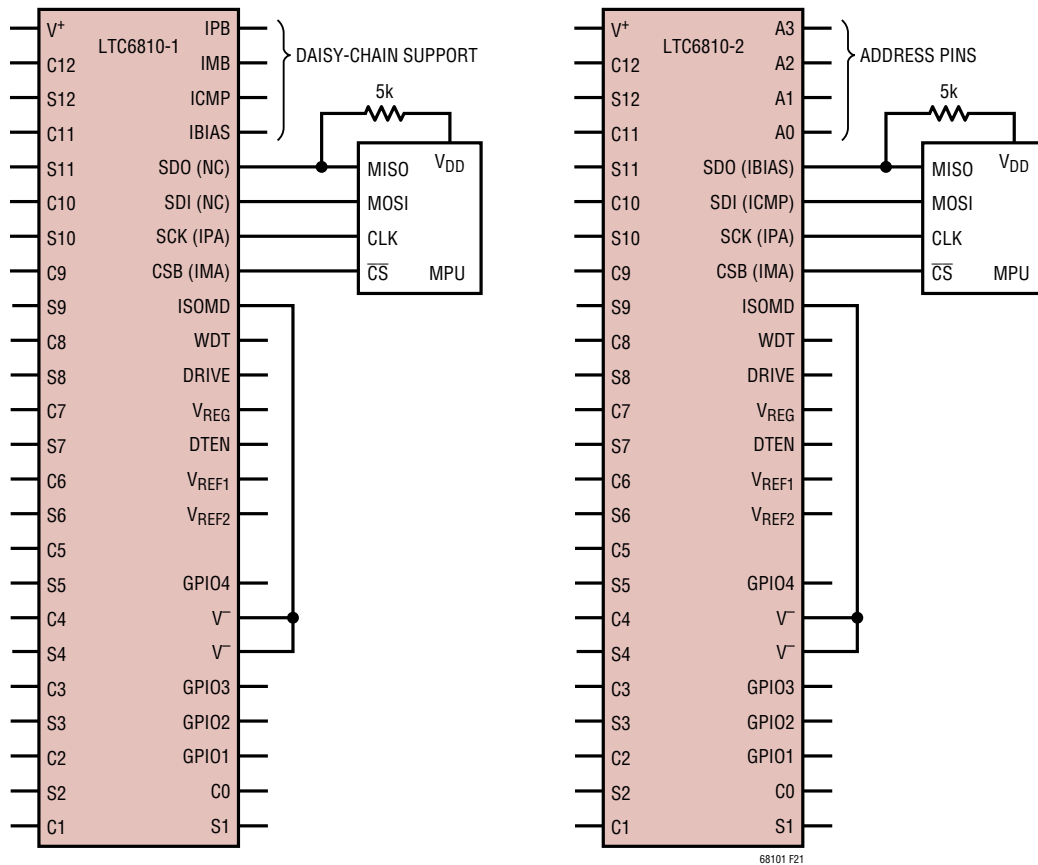 LTC6810-1
V+
C12
S12
C11
S11
C10
S10
C9
S9
C8
S8
C7
S7
C6
S6
C5
S5
C4
S4
C3
S3
C2
S2
C1
IPB
IMB
ICMP
IBIAS
SDO (NC)
SDI (NC)
SCK (IPA)
CSB (IMA)
ISOMD
WDT
DRIVE
VREG
DTEN
VREF1
VREF2
GPIO4
V–
V–
GPIO3
GPIO2
GPIO1
C0
S1
DAISY-CHAIN SUPPORT
5k
MISO
VDD
MOSI
CLK
CS
MPU
LTC6810-2
V+
C12
S12
C11
S11
C10
S10
C9
S9
C8
S8
C7
S7
C6
S6
C5
S5
C4
S4
C3
S3
C2
S2
C1
A3
A2
A1
A0
SDO (IBIAS)
SDI (ICMP)
SCK (IPA)
CSB (IMA)
ISOMD
WDT
DRIVE
VREG
DTEN
VREF1
VREF2
GPIO4
V–
V–
GPIO3
GPIO2
GPIO1
C0
S1
ADDRESS PINS
5k
MISO
VDD
MOSI
CLK
CS
MPU
68101 F21